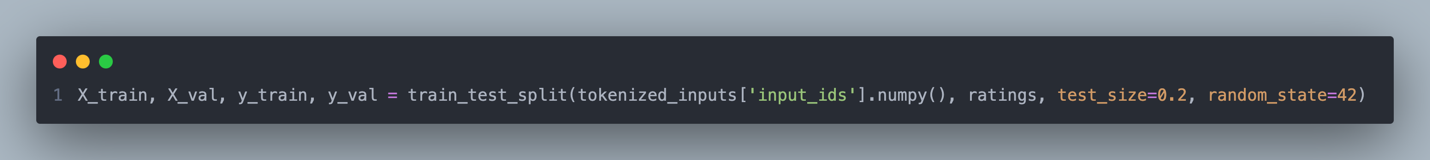 1 X_train, X_val, y_train, y_val = train_test_split(tokenized_inputs['input_ids'].numpy(), ratings, test_size=0.2, random_state=42)